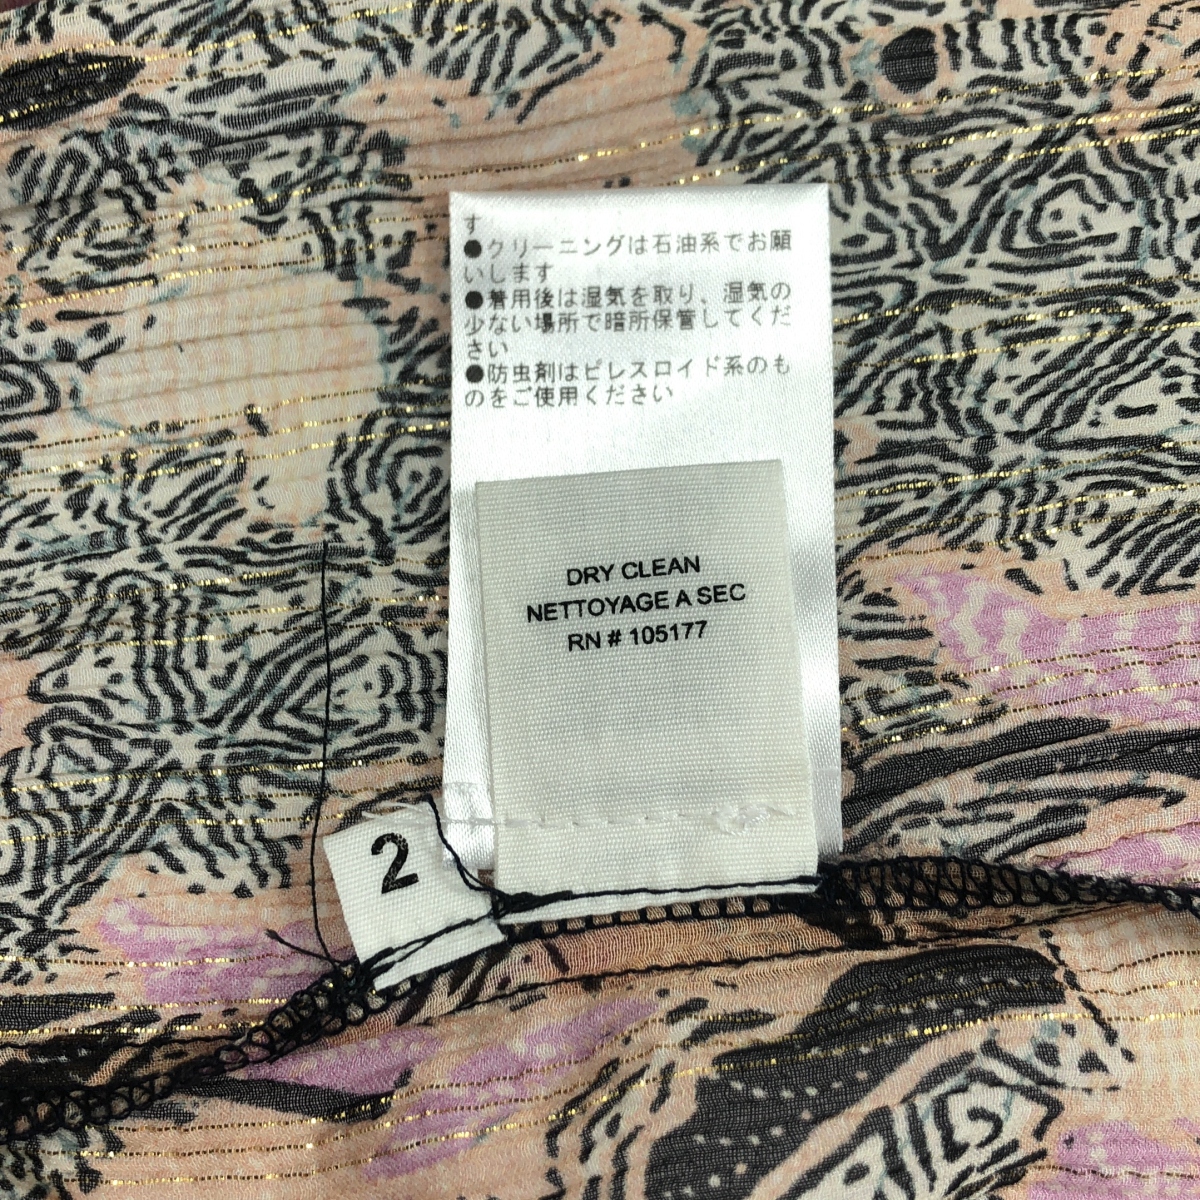 す
●クリーニングは石油系でお願
いします
●着用後は湿気を取り、湿気の
少ない場所で暗所保管してくだ
さい
●防虫剤はピレスロイド系のも
のをご使用ください
DRY CLEAN
NETTOYAGE A SEC
RN # 105177
2